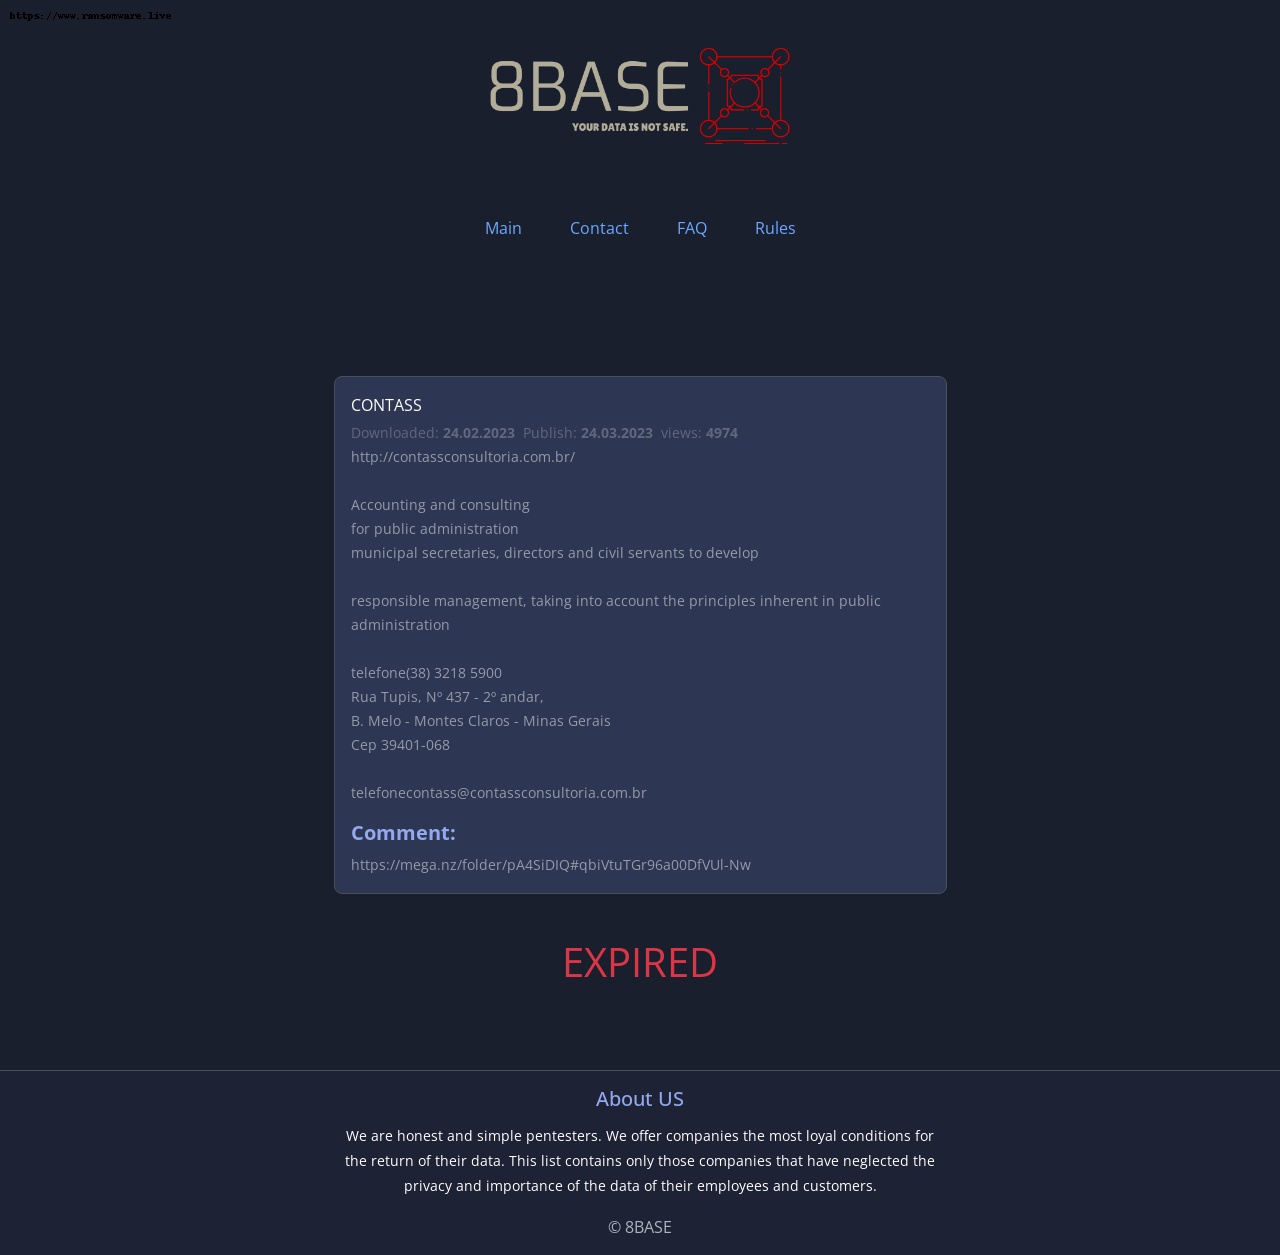 https://www.ransomware.live
8BASE
YOUR DATA IS NOT SAFE.
Main Contact FAQ Rules
CONTASS
Downloaded: 24.02.2023 Publish: 24.03.2023 views: 4974
http://contassconsultoria.com.br/
Accounting and consulting
for public administration
municipal secretaries, directors and civil servants to develop
responsible management, taking into account the principles inherent in public
administration
telefone(38) 3218 5900
Rua Tupis, Nº 437 - 2º andar,
B. Melo - Montes Claros - Minas Gerais
Cep 39401-068
telefonecontass@contassconsultoria.com.br
Comment:
https://mega.nz/folder/pA4SiDIQ#qbiVtuTGr96a00DfVUl-Nw
EXPIRED
About US
We are honest and simple pentesters. We offer companies the most loyal conditions for
the return of their data. This list contains only those companies that have neglected the
privacy and importance of the data of their employees and customers.
© 8BASE